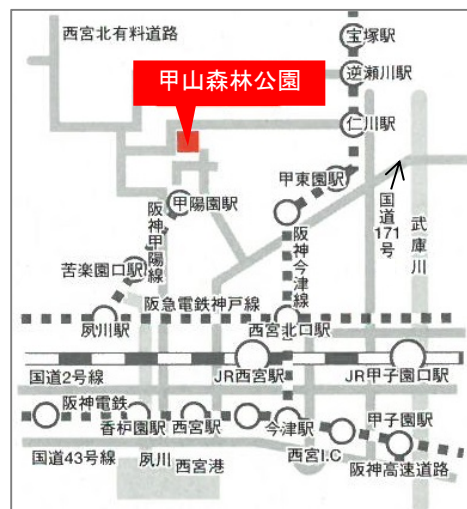 西宮北有料道路
宝塚駅
甲山森林公園
逆瀬川駅
仁川駅
甲東園駅
甲陽園駅
阪神甲陽線
阪神今津線
国道171号
武庫川
苦楽園口駅
阪急電鉄神戸線
夙川駅
西宮北口駅
国道2号線
JR西宮駅
JR甲子園口駅
阪神電鉄
香枦園駅
西宮駅
今津駅
甲子園駅
国道43号線
夙川
西宮港
西宮I.C
阪神高速道路